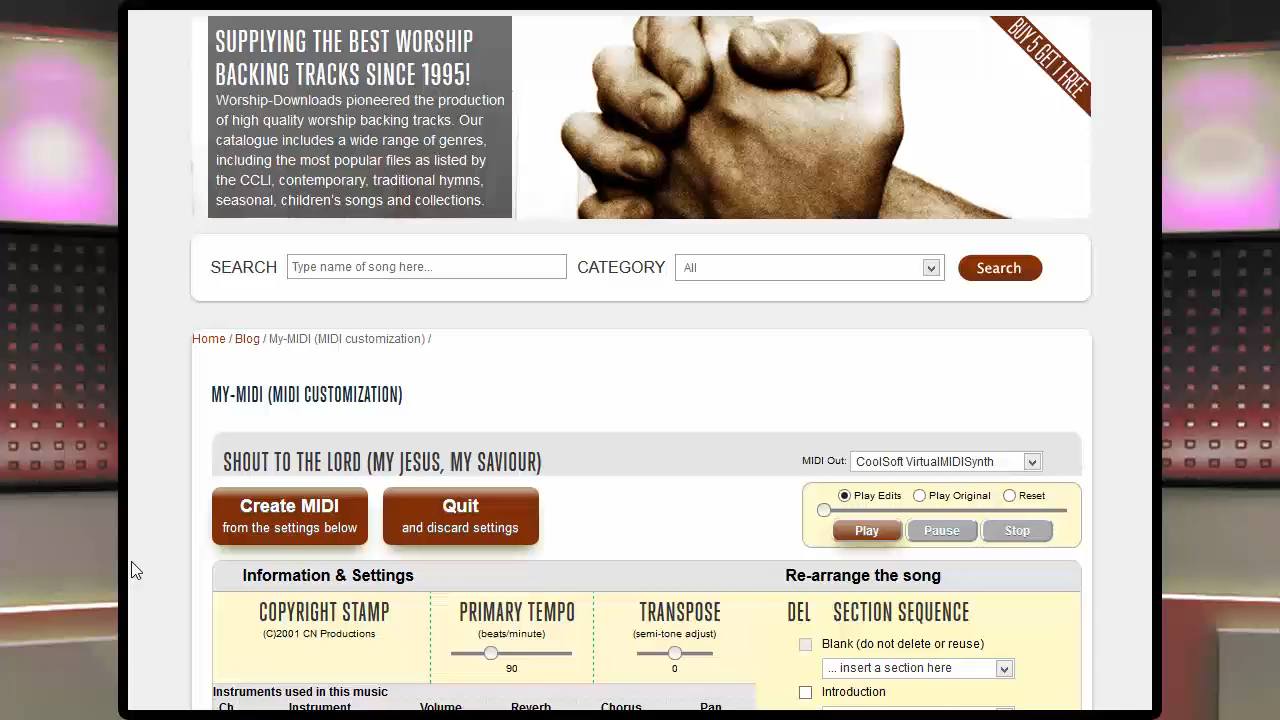 SUPPLYING THE BEST WORSHIP
BACKING TRACKS SINCE 1995!
Worship-Downloads pioneered the production
of high quality worship backing tracks. Our
catalogue includes a wide range of genres,
including the most popular files as listed by
the CCLI, contemporary, traditional hymns,
seasonal, children's songs and collections.
BUY 5 GET 1 FREE
SEARCH Type name of song here... CATEGORY All Search
Home / Blog / My-MIDI (MIDI customization) /
MY-MIDI (MIDI CUSTOMIZATION)
SHOUT TO THE LORD (MY JESUS, MY SAVIOUR)
MIDI Out: CoolSoft VirtualMIDISynth
Create MIDI
from the settings below
Quit
and discard settings
Play Edits Play Original Reset
Play Pause Stop
Information & Settings
Re-arrange the song
COPYRIGHT STAMP
(C)2001 CN Productions
PRIMARY TEMPO
(beats/minute)
90
TRANSPOSE
(semi-tone adjust)
0
DEL SECTION SEQUENCE
Blank (do not delete or reuse)
... insert a section here
Introduction
Instruments used in this music
Ch Instrument Volume Reverb Chorus Pan